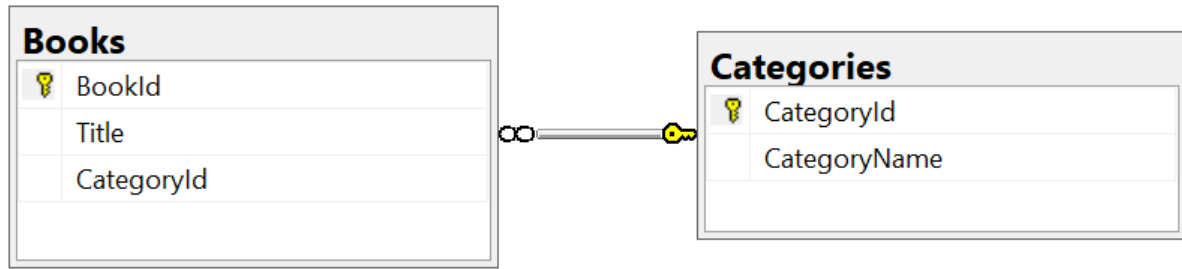 Books
BookId
Title
CategoryId
Categories
CategoryId
CategoryName